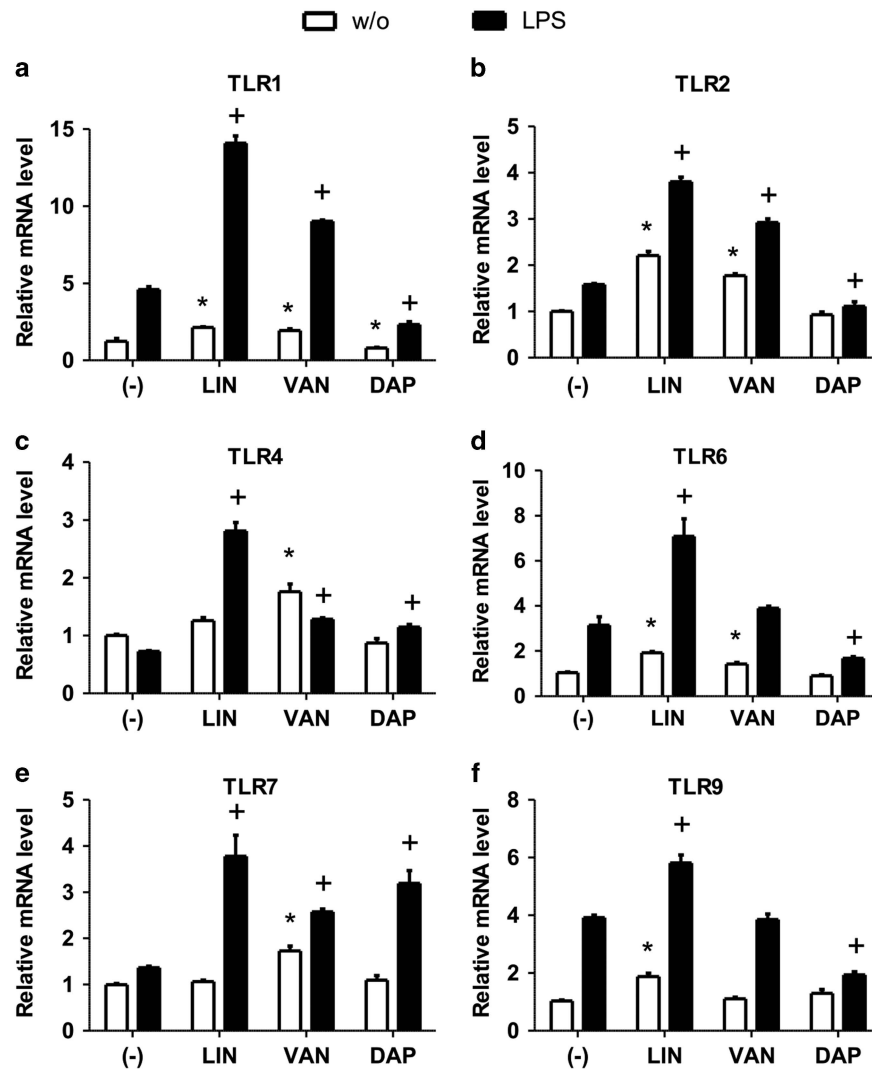 w/o LPS
a
TLR1
Relative mRNA level
15
10
5
0
+
+
* * * +
(-) LIN VAN DAP
b
TLR2
Relative mRNA level
5
4
3
2
1
0
+
+
* * +
(-) LIN VAN DAP
c
TLR4
Relative mRNA level
4
3
2
1
0
+
* + +
(-) LIN VAN DAP
d
TLR6
Relative mRNA level
10
8
6
4
2
0
+
* * +
(-) LIN VAN DAP
e
TLR7
Relative mRNA level
5
4
3
2
1
0
+
* + +
(-) LIN VAN DAP
f
TLR9
Relative mRNA level
8
6
4
2
0
+
* +
(-) LIN VAN DAP